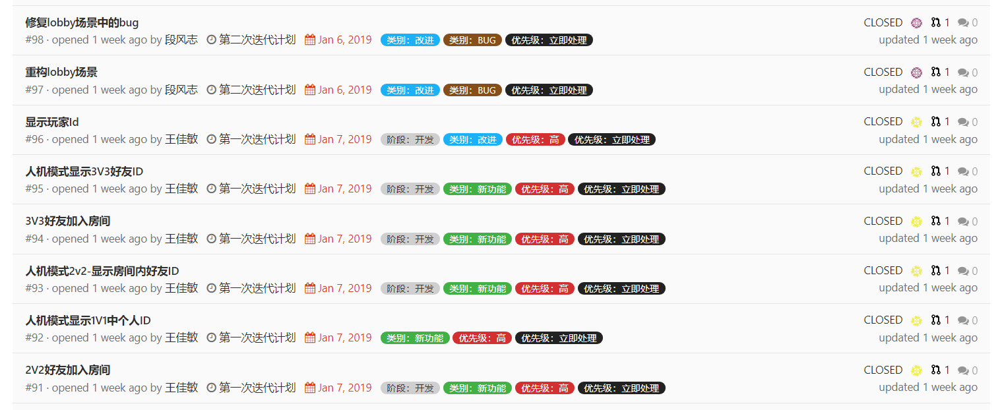 修复lobby场景中的bug CLOSED 1 0
#98 · opened 1 week ago by 段风志 第二次迭代计划 Jan 6, 2019 类别：改进 类别：BUG 优先级：立即处理 updated 1 week ago
重构lobby场景 CLOSED 1 0
#97 · opened 1 week ago by 段风志 第二次迭代计划 Jan 6, 2019 类别：改进 类别：BUG 优先级：立即处理 updated 1 week ago
显示玩家Id CLOSED 1 0
#96 · opened 1 week ago by 王佳敏 第一次迭代计划 Jan 7, 2019 阶段：开发 类别：改进 优先级：高 优先级：立即处理 updated 1 week ago
人机模式显示3V3好友ID CLOSED 1 0
#95 · opened 1 week ago by 王佳敏 第一次迭代计划 Jan 7, 2019 阶段：开发 类别：新功能 优先级：高 优先级：立即处理 updated 1 week ago
3V3好友加入房间 CLOSED 1 0
#94 · opened 1 week ago by 王佳敏 第一次迭代计划 Jan 7, 2019 阶段：开发 类别：新功能 优先级：高 优先级：立即处理 updated 1 week ago
人机模式2v2-显示房间内好友ID CLOSED 1 0
#93 · opened 1 week ago by 王佳敏 第一次迭代计划 Jan 7, 2019 阶段：开发 类别：新功能 优先级：高 优先级：立即处理 updated 1 week ago
人机模式显示1V1中个人ID CLOSED 1 0
#92 · opened 1 week ago by 王佳敏 第一次迭代计划 Jan 7, 2019 类别：新功能 优先级：高 优先级：立即处理 updated 1 week ago
2V2好友加入房间 CLOSED 1 0
#91 · opened 1 week ago by 王佳敏 第一次迭代计划 Jan 7, 2019 阶段：开发 类别：新功能 优先级：高 优先级：立即处理 updated 1 week ago